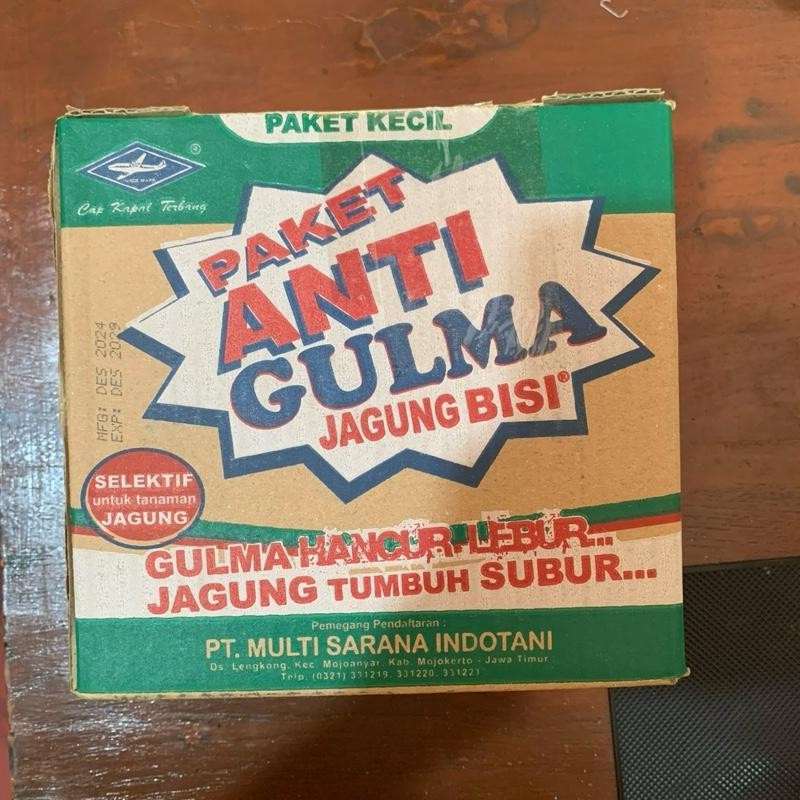 PAKET KECIL
®
Cap Kapal Terbang
PAKET
ANTI
GULMA
JAGUNG BISI®
MFG: DES 2024
EXP: DES 2029
SELEKTIF
untuk tanaman
JAGUNG
GULMA HANCUR LEBUR...
JAGUNG TUMBUH SUBUR...
Pemegang Pendaftaran :
PT. MULTI SARANA INDOTANI
Ds. Lengkong, Kec. Mojoanyar, Kab. Mojokerto - Jawa Timur
Telp. (0321) 331219, 331220, 331221